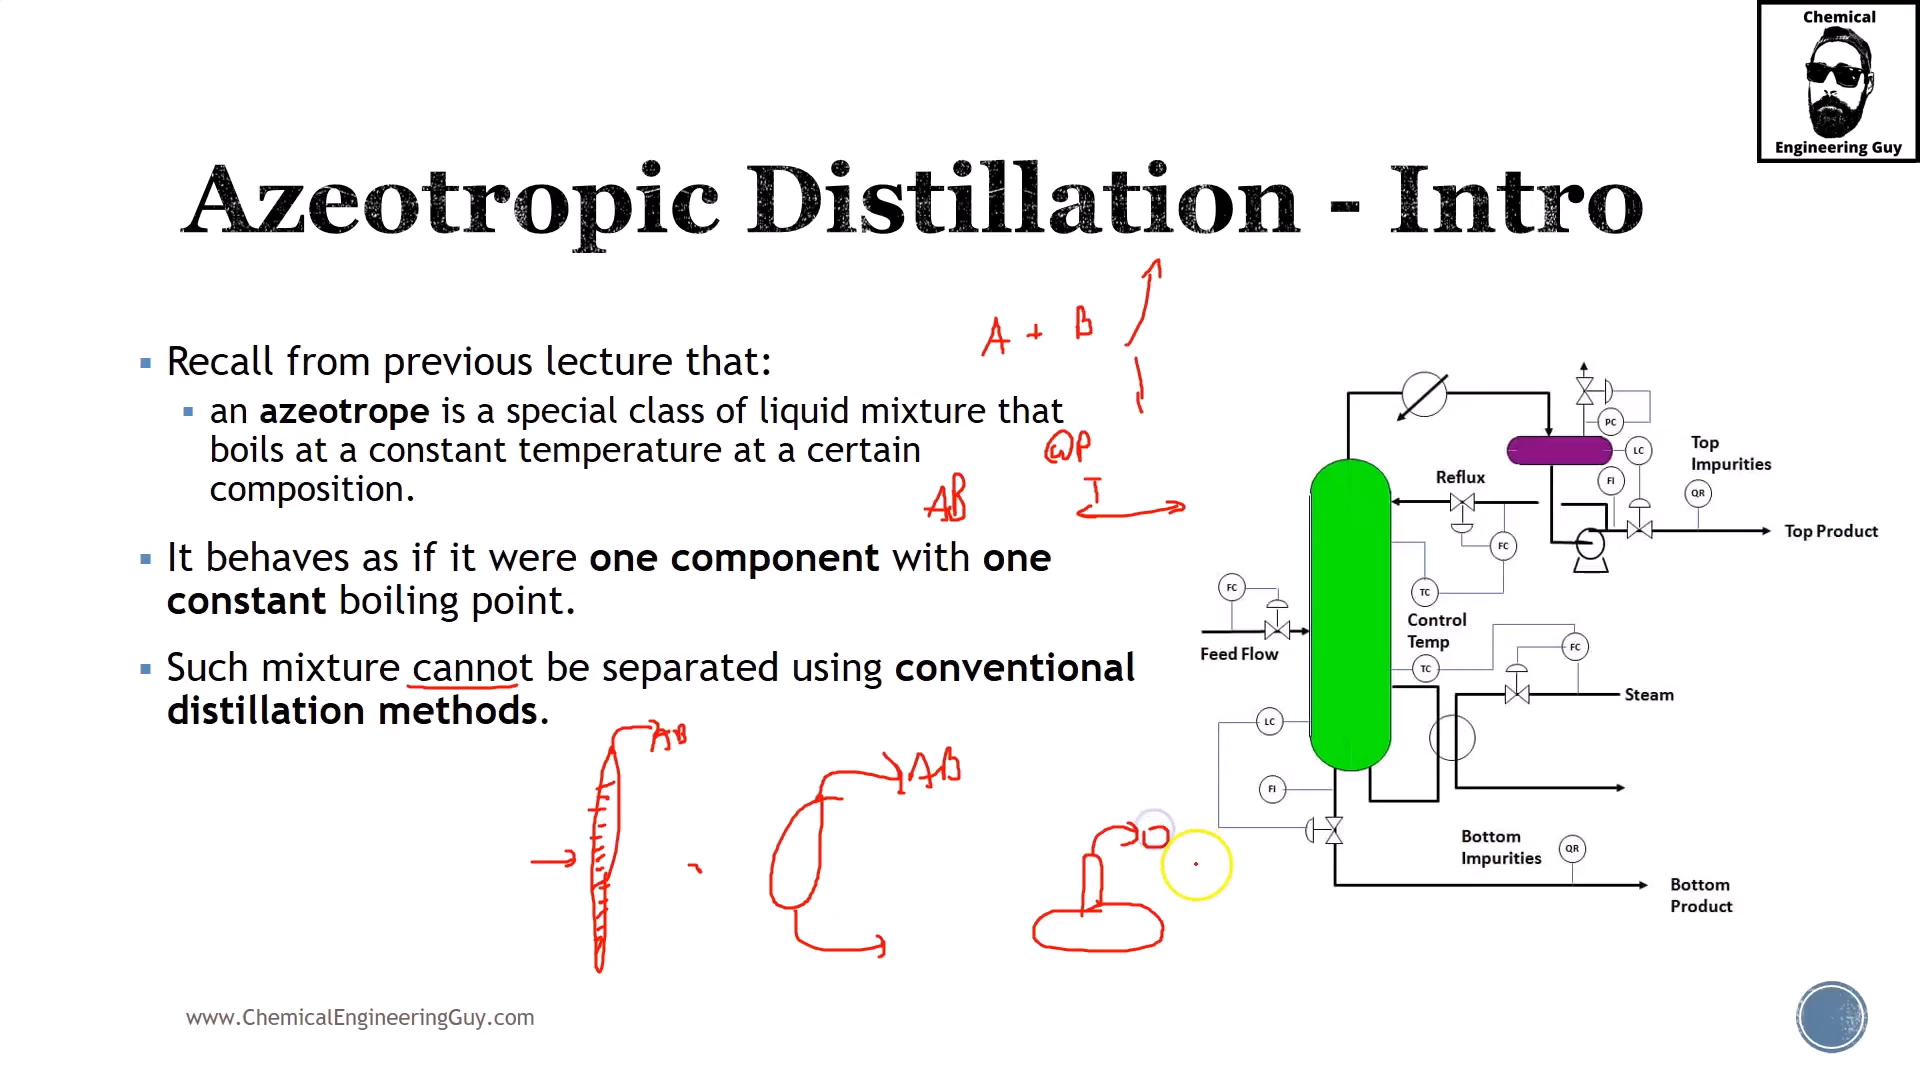 Chemical
Engineering Guy
Azeotropic Distillation - Intro
A + B
Recall from previous lecture that:
an azeotrope is a special class of liquid mixture that
boils at a constant temperature at a certain
composition.
@P
T
AB
It behaves as if it were one component with one
constant boiling point.
Such mixture cannot be separated using conventional
distillation methods.
AB
AB
D
PC
LC
Top
Impurities
FI
QR
Reflux
Top Product
FC
TC
FC
Control
Temp
Feed Flow
FC
TC
Steam
LC
FI
Bottom
Impurities
QR
Bottom
Product
www.ChemicalEngineeringGuy.com